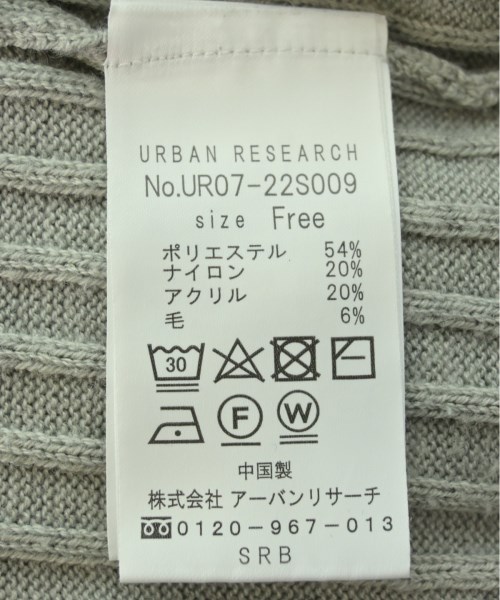 URBAN RESEARCH
No.UR07-22S009
size Free
ポリエステル 54%
ナイロン 20%
アクリル 20%
毛 6%
30
F W
中国製
株式会社 アーバンリサーチ
0120-967-013
SRB